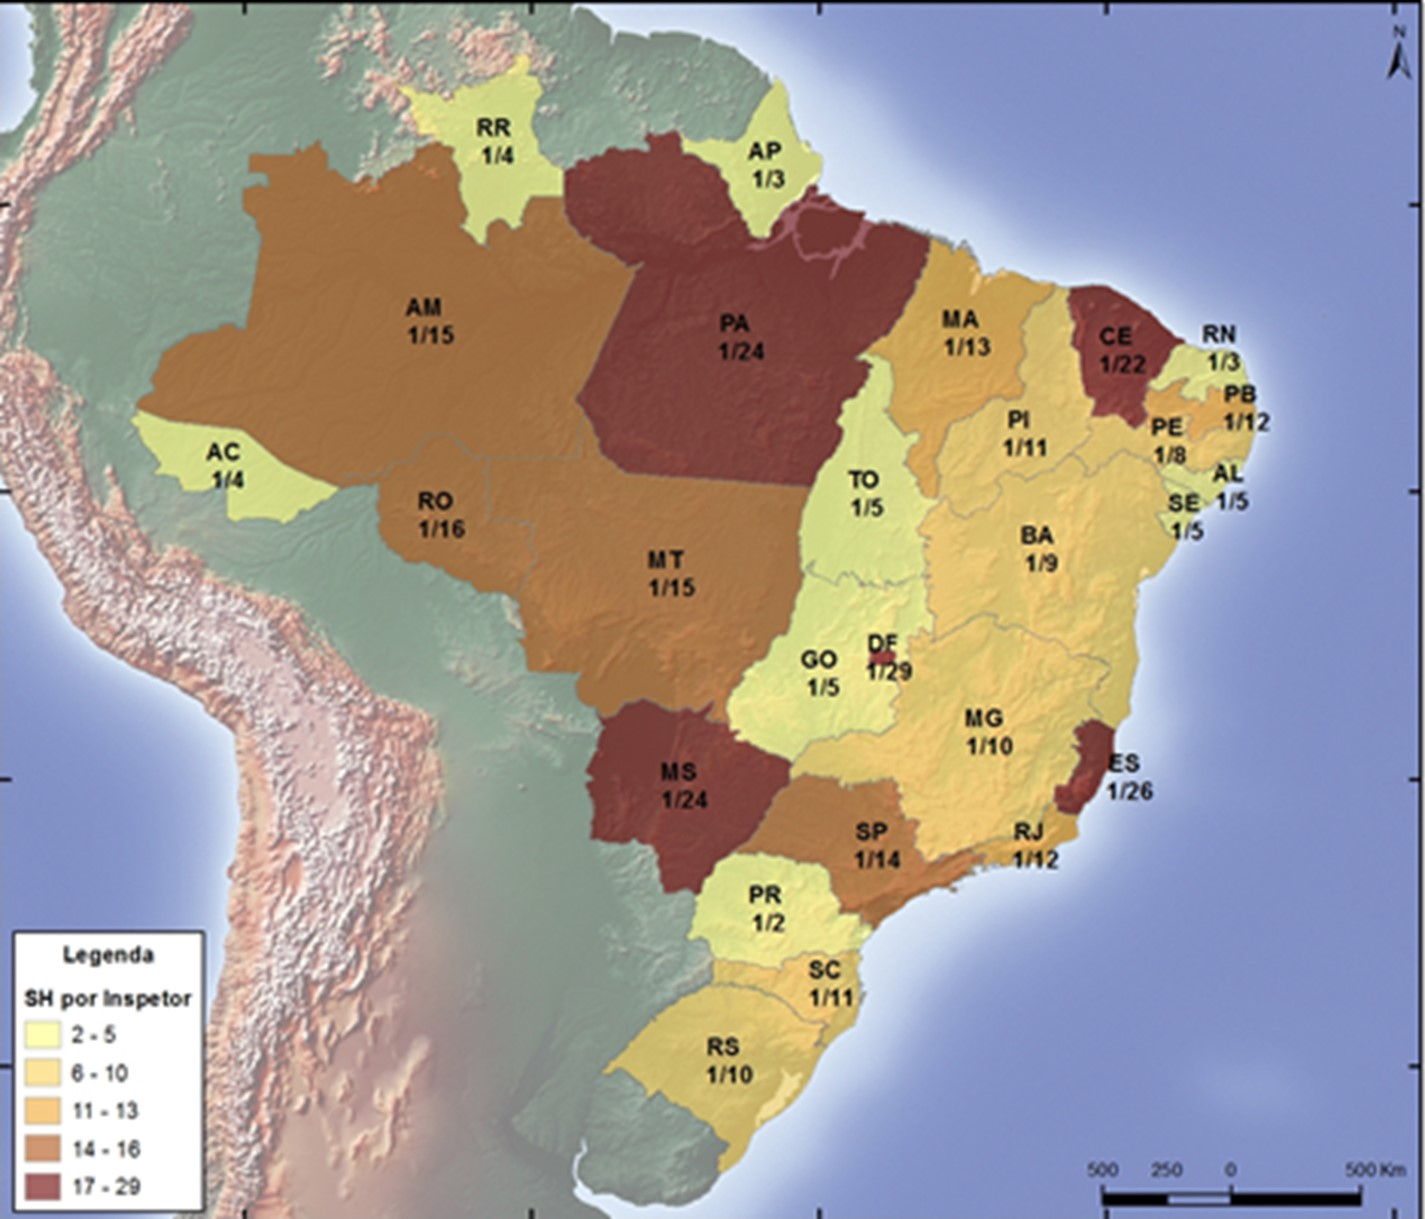 N
RR
1/4
AP
1/3
AM
1/15
PA
1/24
MA
1/13
CE
1/22
RN
1/3
PB
1/12
PI
1/11
PE
1/8
AC
1/4
TO
1/5
AL
1/5
SE
1/5
RO
1/16
BA
1/9
MT
1/15
DF
1/29
GO
1/5
MG
1/10
MS
1/24
ES
1/26
SP
1/14
RJ
1/12
PR
1/2
SC
1/11
RS
1/10
Legenda
SH por Inspetor
2 - 5
6 - 10
11 - 13
14 - 16
17 - 29
500 250 0 500 Km